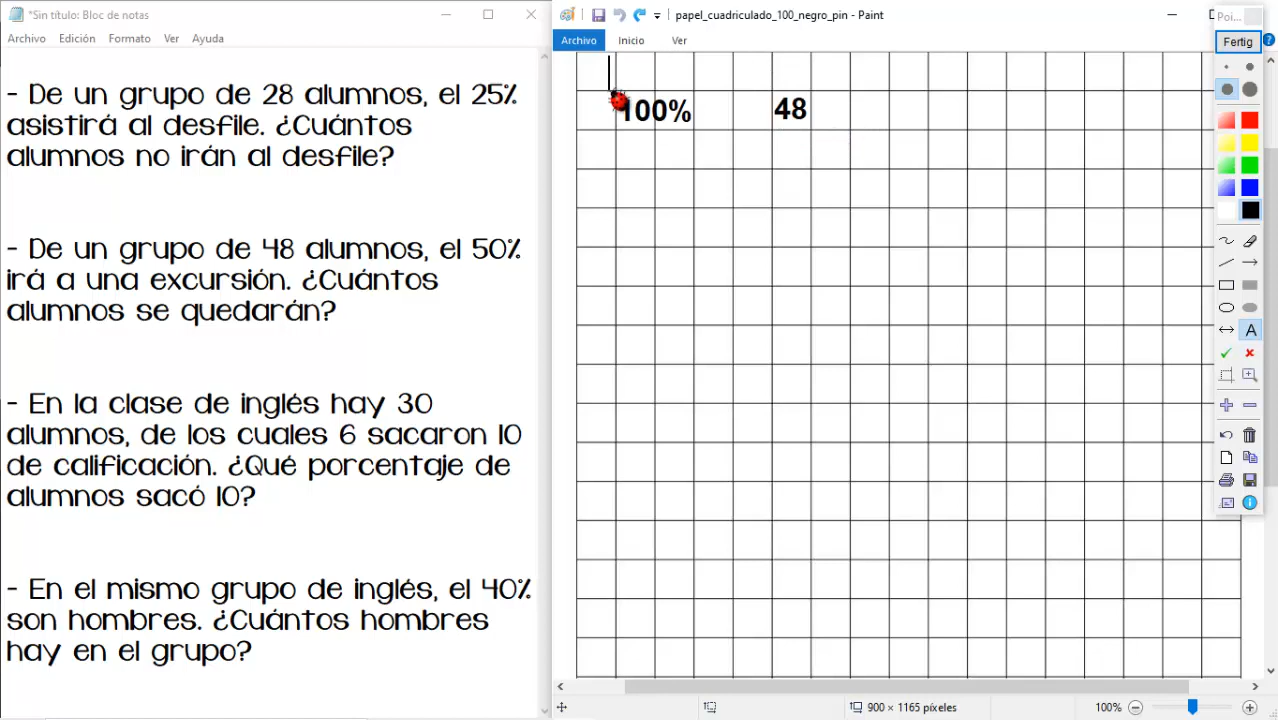 *Sin título: Bloc de notas
Archivo Edición Formato Ver Ayuda
- De un grupo de 28 alumnos, el 25%
asistirá al desfile. ¿Cuántos
alumnos no irán al desfile?
- De un grupo de 48 alumnos, el 50%
irá a una excursión. ¿Cuántos
alumnos se quedarán?
- En la clase de inglés hay 30
alumnos, de los cuales 6 sacaron 10
de calificación. ¿Qué porcentaje de
alumnos sacó 10?
- En el mismo grupo de inglés, el 40%
son hombres. ¿Cuántos hombres
hay en el grupo?
papel_cuadriculado_100_negro_pin - Paint
Archivo Inicio Ver
100% 48
Poi...
Fertig
A
900 × 1165 píxeles
100%